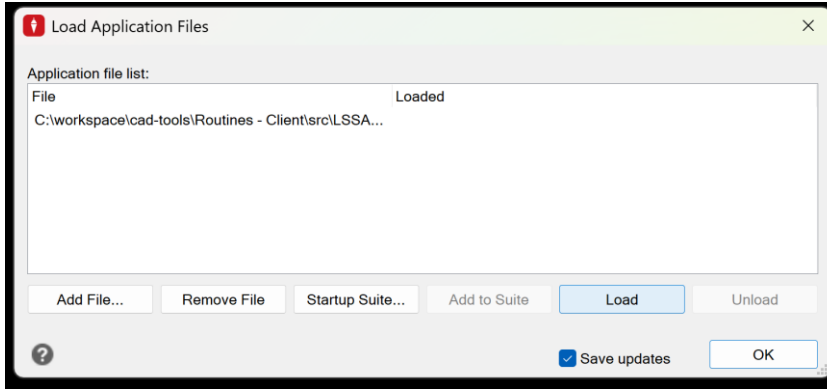 Load Application Files
Application file list:
File Loaded
C:\workspace\cad-tools\Routines - Client\src\LSSA...
Add File... Remove File Startup Suite... Add to Suite Load Unload
? Save updates OK